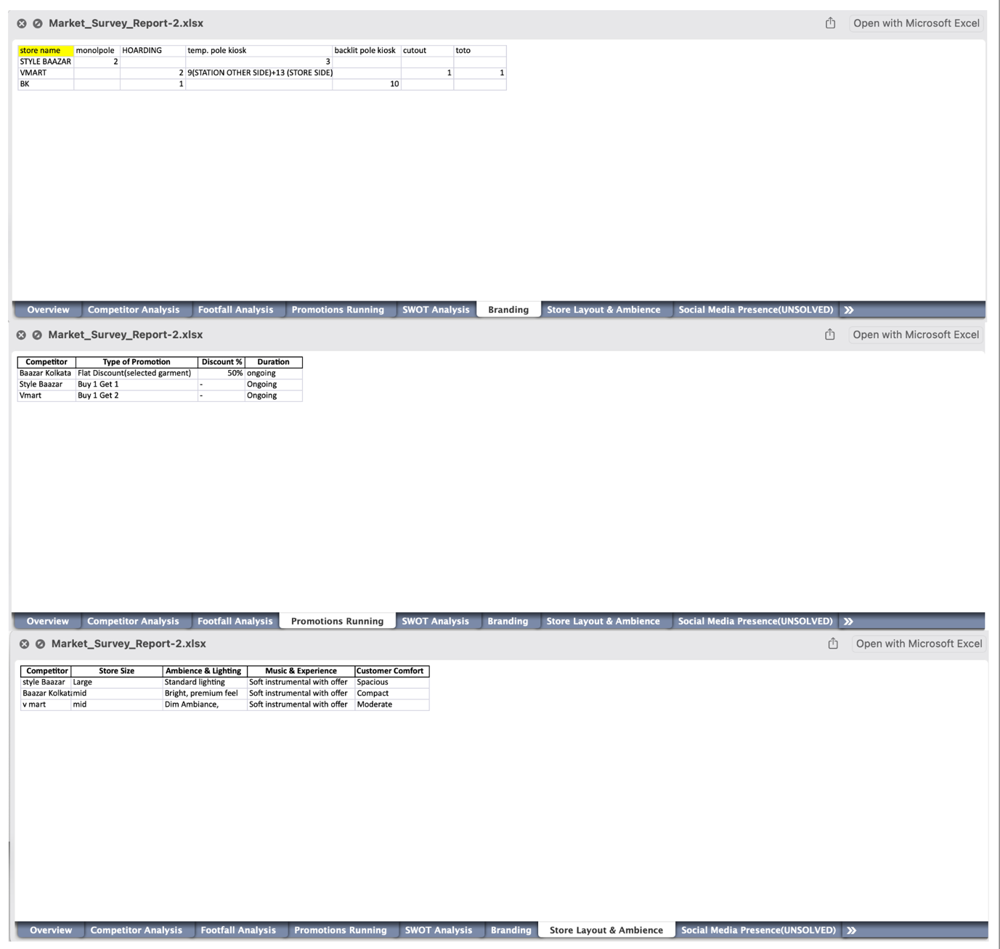 Market_Survey_Report-2.xlsx Open with Microsoft Excel
store name monolpole HOARDING temp. pole kiosk backlit pole kiosk cutout toto
STYLE BAAZAR 2 3
VMART 2 9(STATION OTHER SIDE)+13 (STORE SIDE) 1 1
BK 1 10
Overview Competitor Analysis Footfall Analysis Promotions Running SWOT Analysis Branding Store Layout & Ambience Social Media Presence(UNSOLVED) »
Market_Survey_Report-2.xlsx Open with Microsoft Excel
Competitor Type of Promotion Discount % Duration
Baazar Kolkata Flat Discount(selected garment) 50% ongoing
Style Baazar Buy 1 Get 1 - Ongoing
Vmart Buy 1 Get 2 - Ongoing
Overview Competitor Analysis Footfall Analysis Promotions Running SWOT Analysis Branding Store Layout & Ambience Social Media Presence(UNSOLVED) »
Market_Survey_Report-2.xlsx Open with Microsoft Excel
Competitor Store Size Ambience & Lighting Music & Experience Customer Comfort
style Baazar Large Standard lighting Soft instrumental with offer Spacious
Baazar Kolkat mid Bright, premium feel Soft instrumental with offer Compact
v mart mid Dim Ambiance, Soft instrumental with offer Moderate
Overview Competitor Analysis Footfall Analysis Promotions Running SWOT Analysis Branding Store Layout & Ambience Social Media Presence(UNSOLVED) »